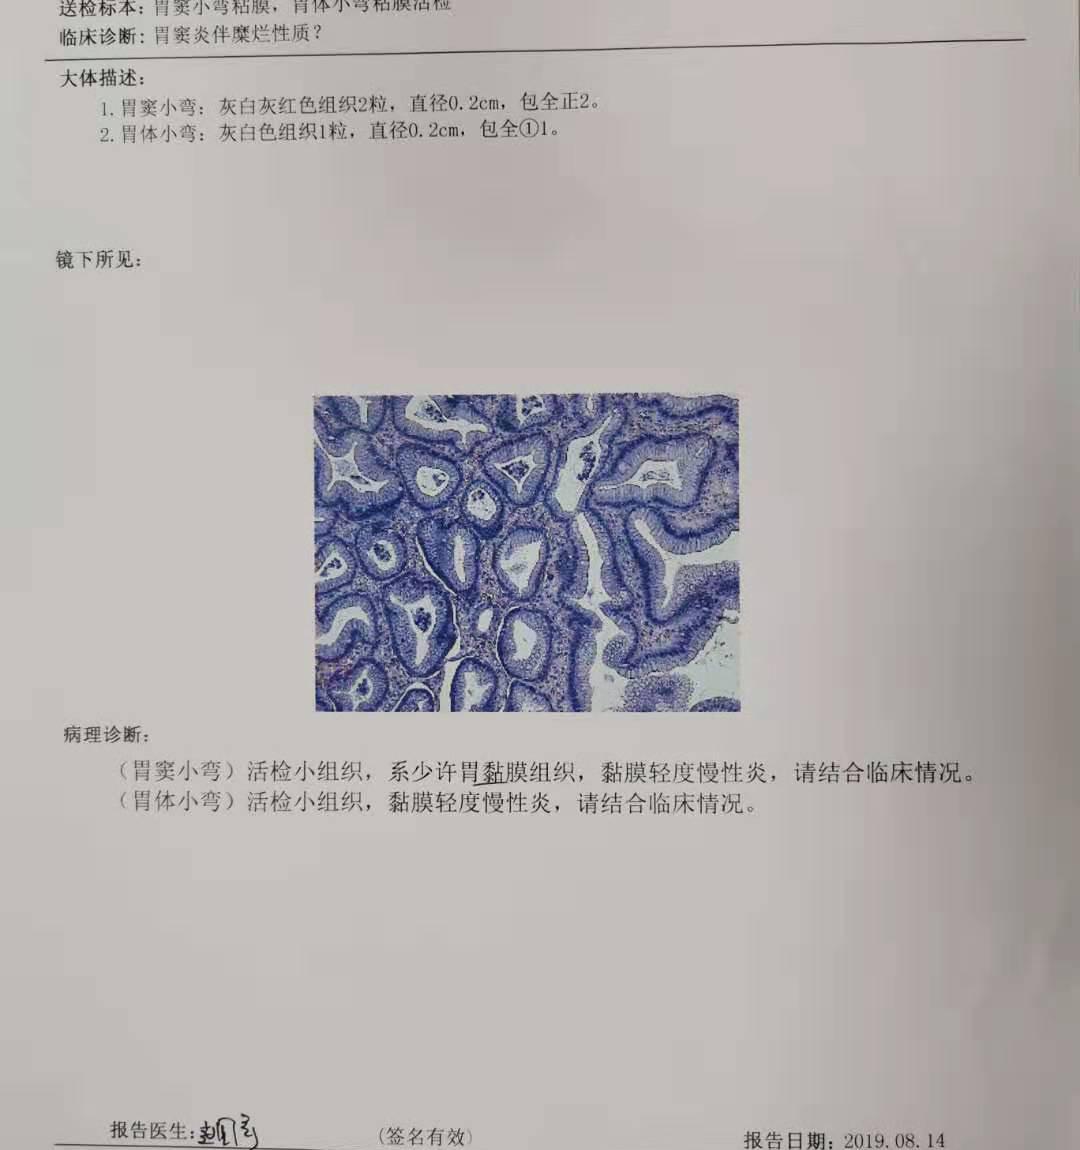 送检标本：胃窦小弯粘膜，胃体小弯粘膜活检
临床诊断：胃窦炎伴糜烂性质？
大体描述：
1.胃窦小弯：灰白灰红色组织2粒，直径0.2cm，包全正2。
2.胃体小弯：灰白色组织1粒，直径0.2cm，包全①1。
镜下所见：
病理诊断：
（胃窦小弯）活检小组织，系少许胃黏膜组织，黏膜轻度慢性炎，请结合临床情况。
（胃体小弯）活检小组织，黏膜轻度慢性炎，请结合临床情况。
报告医生：
（签名有效）
报告日期：2019.08.14